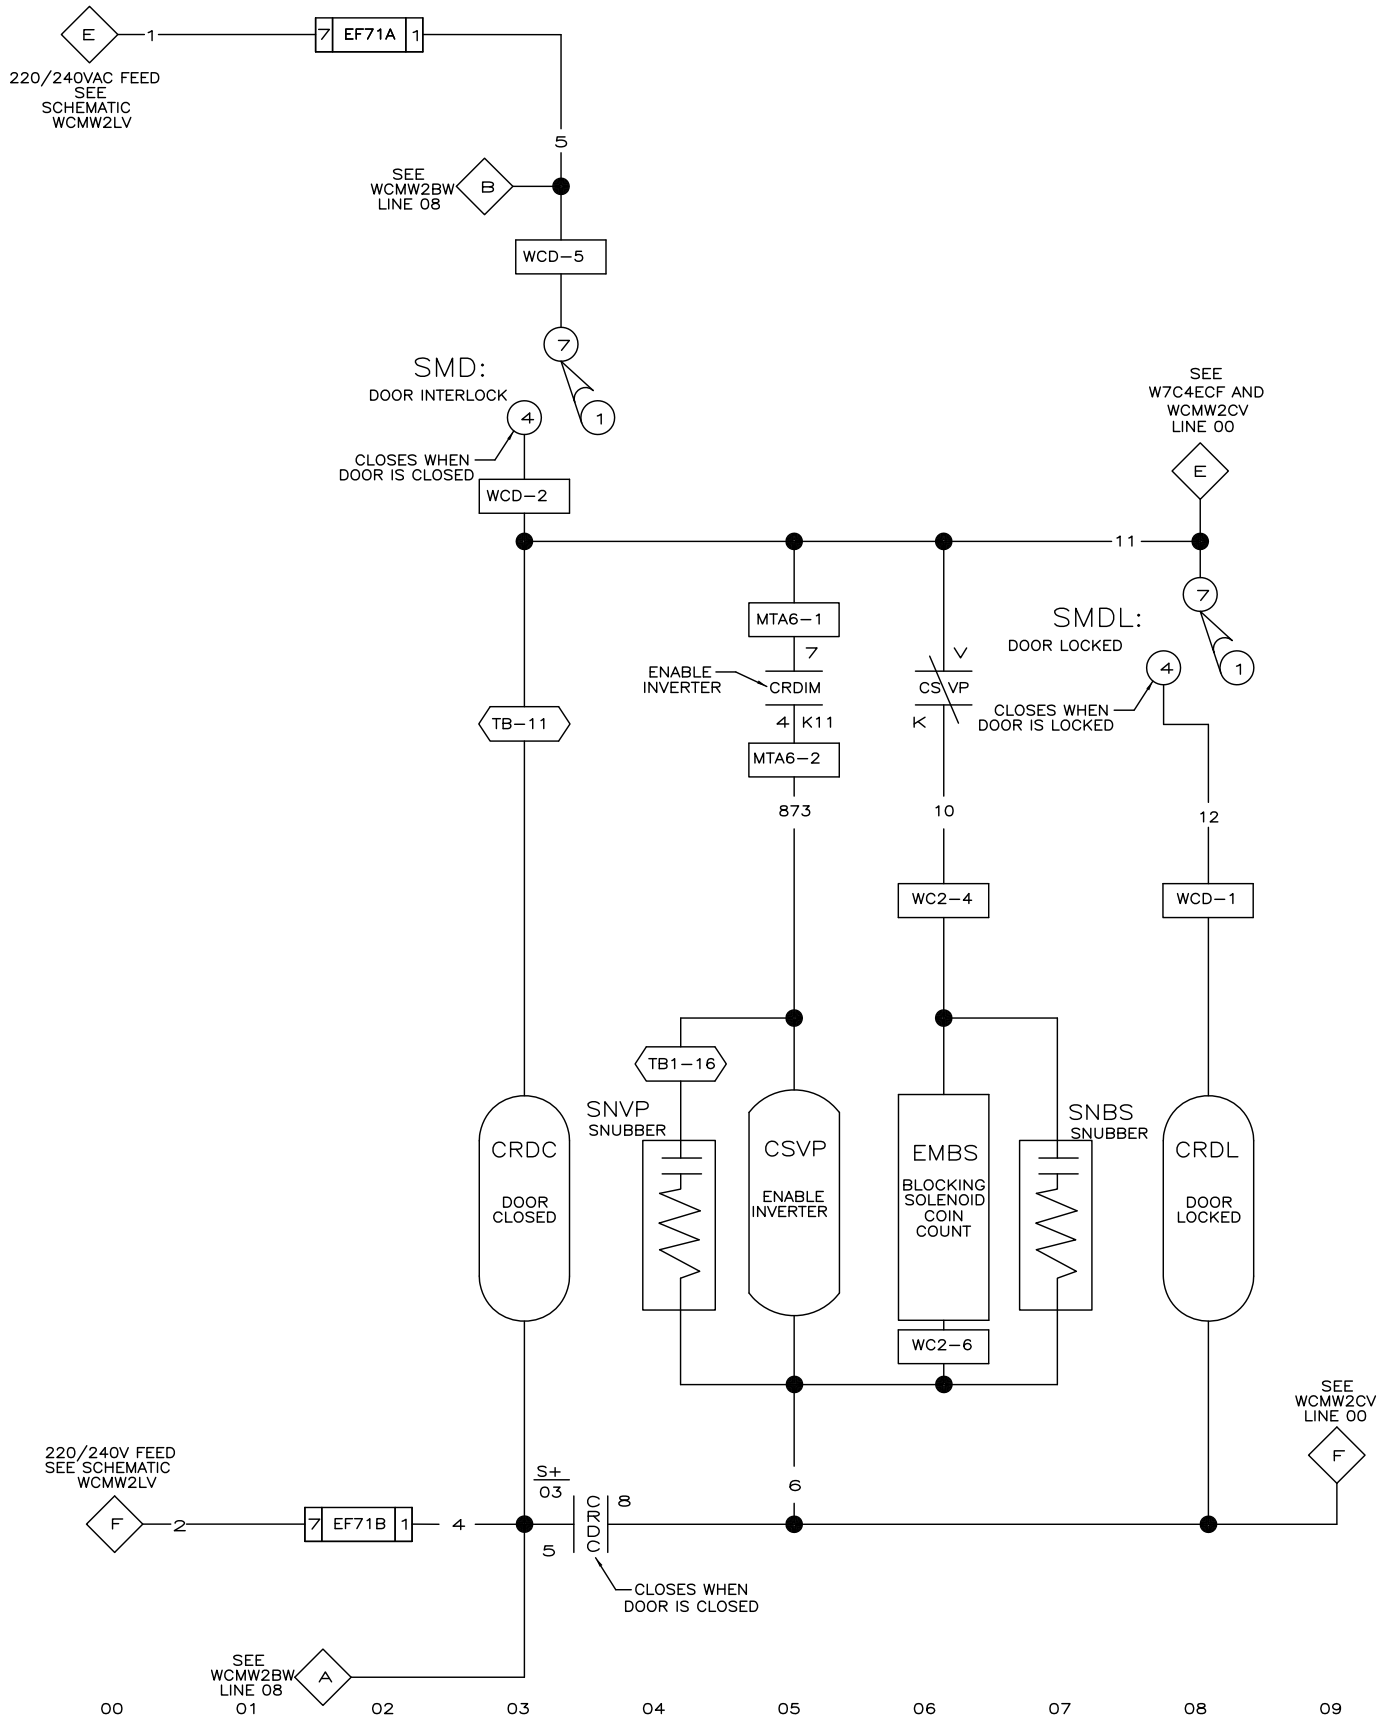 E
1
7 EF71A 1
220/240VAC FEED
SEE
SCHEMATIC
WCMW2LV
5
SEE
WCMW2BW
LINE 08
B
WCD-5
7
SMD:
DOOR INTERLOCK
4
1
CLOSES WHEN
DOOR IS CLOSED
WCD-2
SEE
W7C4ECF AND
WCMW2CV
LINE 00
E
11
7
SMDL:
DOOR LOCKED
4
1
CLOSES WHEN
DOOR IS LOCKED
MTA6-1
7
ENABLE
INVERTER
CRDIM
4 K11
MTA6-2
V
CSVP
K
TB-11
873
10
12
WC2-4
WCD-1
TB1-16
SNVP
SNUBBER
SNBS
SNUBBER
CRDC
DOOR
CLOSED
CSVP
ENABLE
INVERTER
EMBS
BLOCKING
SOLENOID
COIN
COUNT
CRDL
DOOR
LOCKED
WC2-6
SEE
WCMW2CV
LINE 00
F
220/240V FEED
SEE SCHEMATIC
WCMW2LV
F
2
7 EF71B 1
4
S+
03
5
CRDC
8
6
CLOSES WHEN
DOOR IS CLOSED
SEE
WCMW2BW
LINE 08
A
00 01 02 03 04 05 06 07 08 09